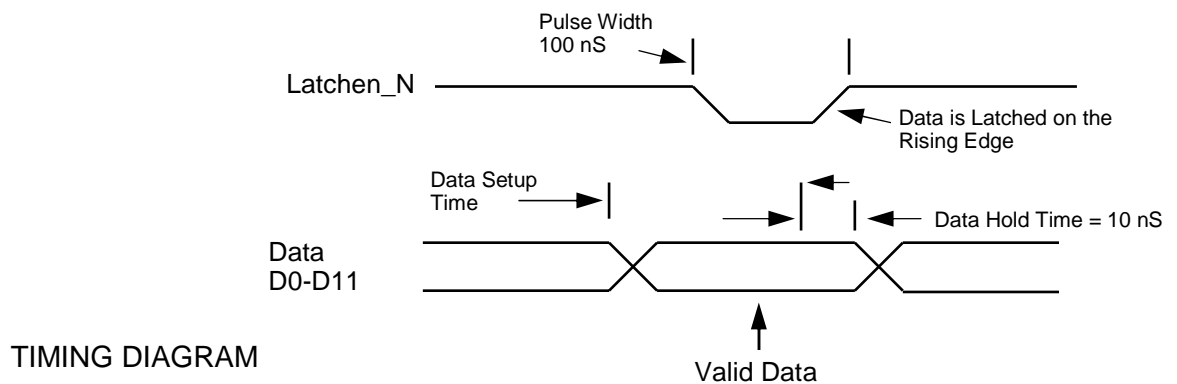 Pulse Width
100 nS
Latchen_N
Data is Latched on the
Rising Edge
Data Setup
Time
Data Hold Time = 10 nS
Data
D0-D11
TIMING DIAGRAM
Valid Data